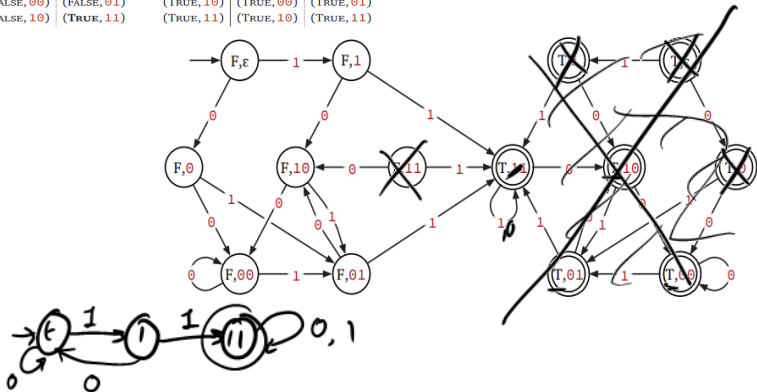 ALSE, 00) (FALSE, 01) (TRUE, 10) (TRUE, 00) (TRUE, 01)
ALSE, 10) (TRUE, 11) (TRUE, 11) (TRUE, 10) (TRUE, 11)
F,ε 1 F,1 1
0 0 1 1 0 0
F,0 F,10 0 11 1 T,11 0 10
1 0 0 1 1 0 1 1 0 1 1 0
0 F,00 1 F,01 T,01 1 T,00 0
ε 1 1 1 11 0, 1
0 0